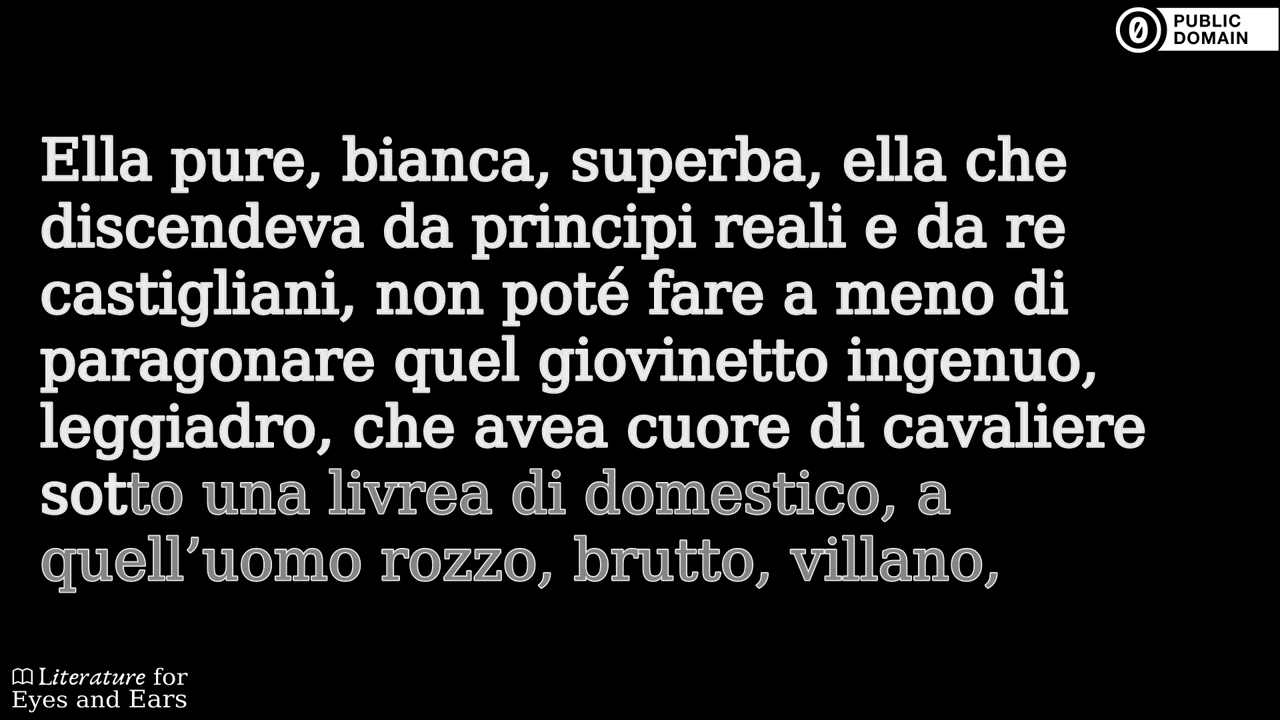 PUBLIC
DOMAIN
Ella pure, bianca, superba, ella che
discendeva da principi reali e da re
castigliani, non poté fare a meno di
paragonare quel giovinetto ingenuo,
leggiadro, che avea cuore di cavaliere
sotto una livrea di domestico, a
quell’uomo rozzo, brutto, villano,
Literature for
Eyes and Ears